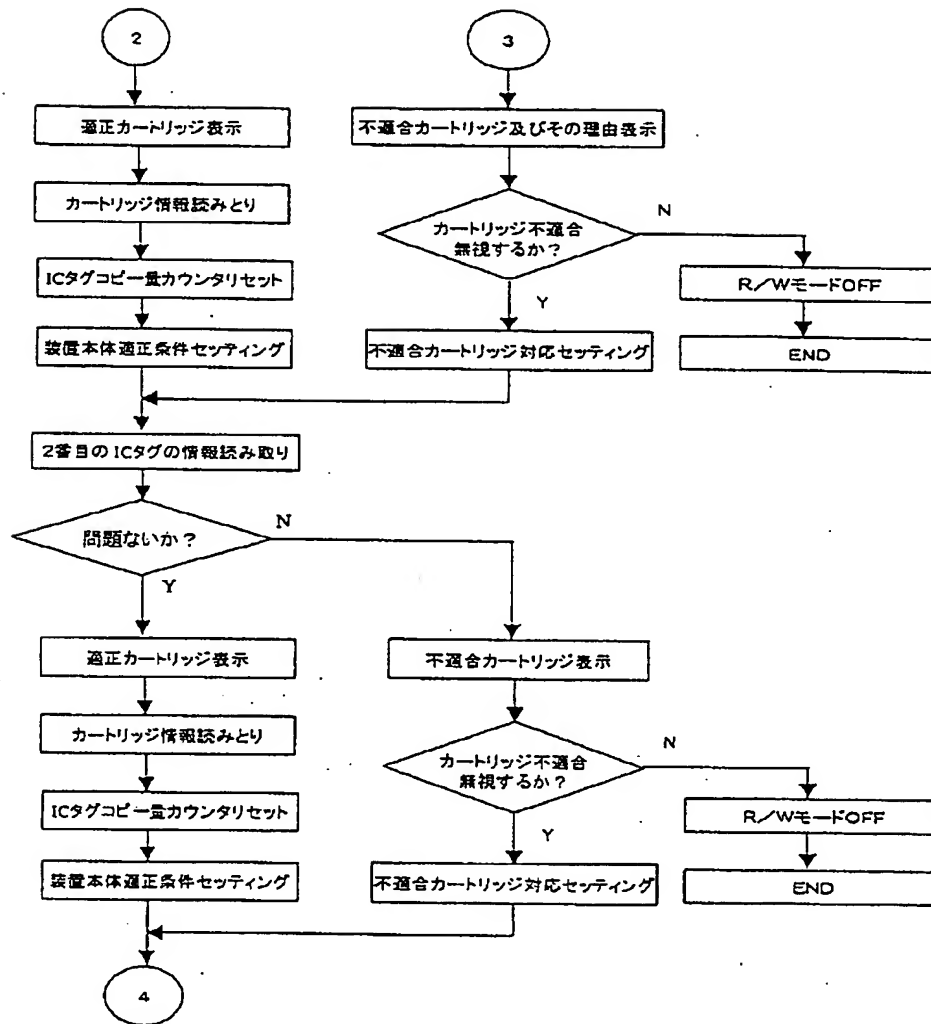 2
3
適正カートリッジ表示
不適合カートリッジ及びその理由表示
カートリッジ情報読みとり
カートリッジ不適合
無視するか？
N
ICタグコピー量カウンタリセット
R／WモードOFF
Y
装置本体適正条件セッティング
不適合カートリッジ対応セッティング
END
2番目のICタグの情報読み取り
問題ないか？
N
Y
適正カートリッジ表示
不適合カートリッジ表示
カートリッジ情報読みとり
カートリッジ不適合
無視するか？
N
ICタグコピー量カウンタリセット
R／WモードOFF
Y
装置本体適正条件セッティング
不適合カートリッジ対応セッティング
END
4